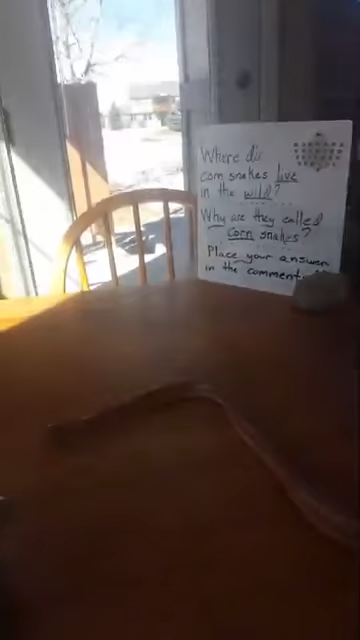 Where do
corn snakes live
in the wild?
Why are they called
corn snakes?
Place your answer
in the comments